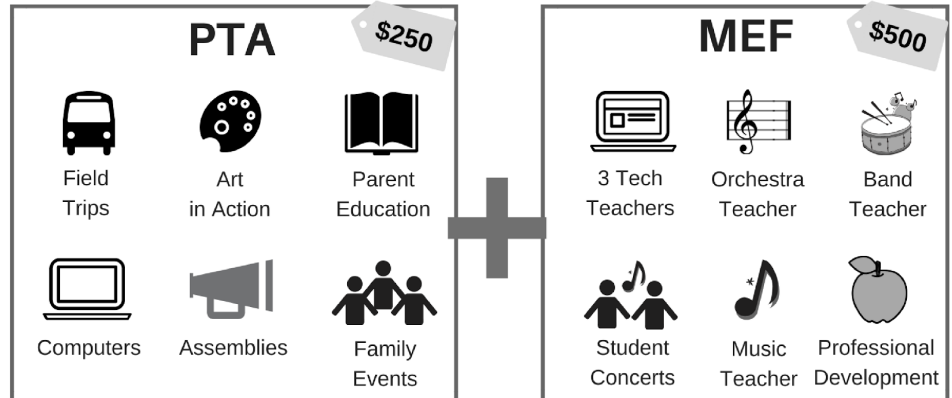 PTA
$250
Field
Trips
Art
in Action
Parent
Education
Computers
Assemblies
Family
Events
MEF
$500
3 Tech
Teachers
Orchestra
Teacher
Band
Teacher
Student
Concerts
Music
Teacher
Professional
Development